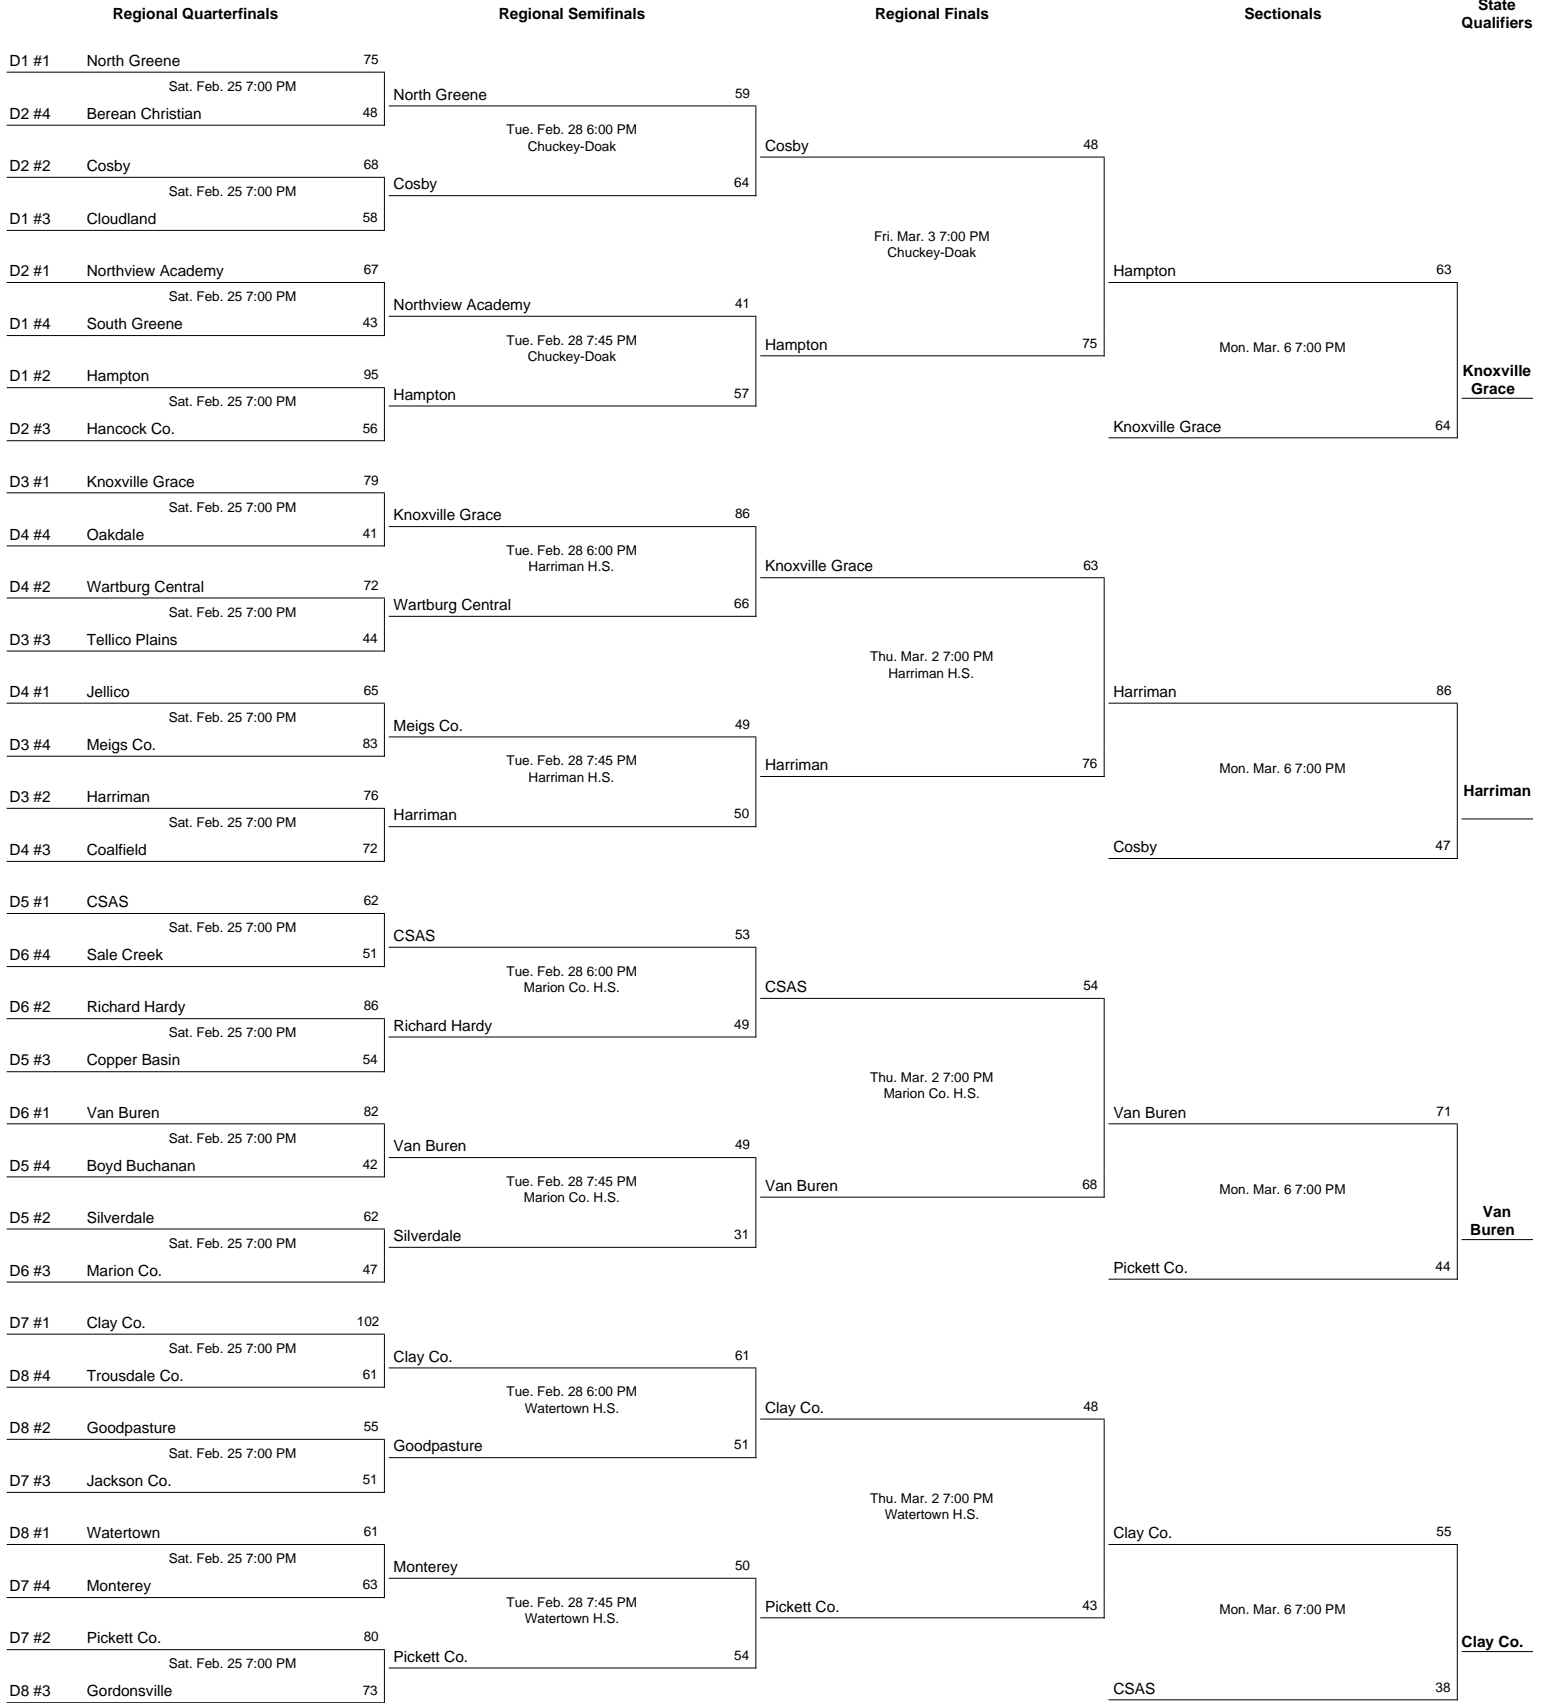 Regional Quarterfinals
Regional Semifinals
Regional Finals
Sectionals
State
Qualifiers
D1 #1 North Greene 75
Sat. Feb. 25 7:00 PM
D2 #4 Berean Christian 48
D2 #2 Cosby 68
Sat. Feb. 25 7:00 PM
D1 #3 Cloudland 58
D2 #1 Northview Academy 67
Sat. Feb. 25 7:00 PM
D1 #4 South Greene 43
D1 #2 Hampton 95
Sat. Feb. 25 7:00 PM
D2 #3 Hancock Co. 56
D3 #1 Knoxville Grace 79
Sat. Feb. 25 7:00 PM
D4 #4 Oakdale 41
D4 #2 Wartburg Central 72
Sat. Feb. 25 7:00 PM
D3 #3 Tellico Plains 44
D4 #1 Jellico 65
Sat. Feb. 25 7:00 PM
D3 #4 Meigs Co. 83
D3 #2 Harriman 76
Sat. Feb. 25 7:00 PM
D4 #3 Coalfield 72
D5 #1 CSAS 62
Sat. Feb. 25 7:00 PM
D6 #4 Sale Creek 51
D6 #2 Richard Hardy 86
Sat. Feb. 25 7:00 PM
D5 #3 Copper Basin 54
D6 #1 Van Buren 82
Sat. Feb. 25 7:00 PM
D5 #4 Boyd Buchanan 42
D5 #2 Silverdale 62
Sat. Feb. 25 7:00 PM
D6 #3 Marion Co. 47
D7 #1 Clay Co. 102
Sat. Feb. 25 7:00 PM
D8 #4 Trousdale Co. 61
D8 #2 Goodpasture 55
Sat. Feb. 25 7:00 PM
D7 #3 Jackson Co. 51
D8 #1 Watertown 61
Sat. Feb. 25 7:00 PM
D7 #4 Monterey 63
D7 #2 Pickett Co. 80
Sat. Feb. 25 7:00 PM
D8 #3 Gordonsville 73
North Greene 59
Tue. Feb. 28 6:00 PM
Chuckey-Doak
Cosby 64
Northview Academy 41
Tue. Feb. 28 7:45 PM
Chuckey-Doak
Hampton 57
Knoxville Grace 86
Tue. Feb. 28 6:00 PM
Harriman H.S.
Wartburg Central 66
Meigs Co. 49
Tue. Feb. 28 7:45 PM
Harriman H.S.
Harriman 50
CSAS 53
Tue. Feb. 28 6:00 PM
Marion Co. H.S.
Richard Hardy 49
Van Buren 49
Tue. Feb. 28 7:45 PM
Marion Co. H.S.
Silverdale 31
Clay Co. 61
Tue. Feb. 28 6:00 PM
Watertown H.S.
Goodpasture 51
Monterey 50
Tue. Feb. 28 7:45 PM
Watertown H.S.
Pickett Co. 54
Cosby 48
Fri. Mar. 3 7:00 PM
Chuckey-Doak
Hampton 75
Knoxville Grace 63
Thu. Mar. 2 7:00 PM
Harriman H.S.
Harriman 76
CSAS 54
Thu. Mar. 2 7:00 PM
Marion Co. H.S.
Van Buren 68
Clay Co. 48
Thu. Mar. 2 7:00 PM
Watertown H.S.
Pickett Co. 43
Hampton 63
Mon. Mar. 6 7:00 PM
Knoxville Grace 64
Harriman 86
Mon. Mar. 6 7:00 PM
Cosby 47
Van Buren 71
Mon. Mar. 6 7:00 PM
Pickett Co. 44
Clay Co. 55
Mon. Mar. 6 7:00 PM
CSAS 38
Knoxville
Grace
Harriman
Van
Buren
Clay Co.